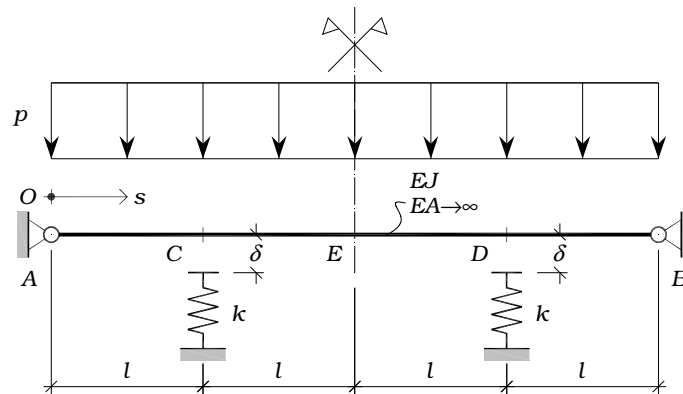 p
O s
EJ
EA→∞
A C δ E D δ B
k k
l l l l